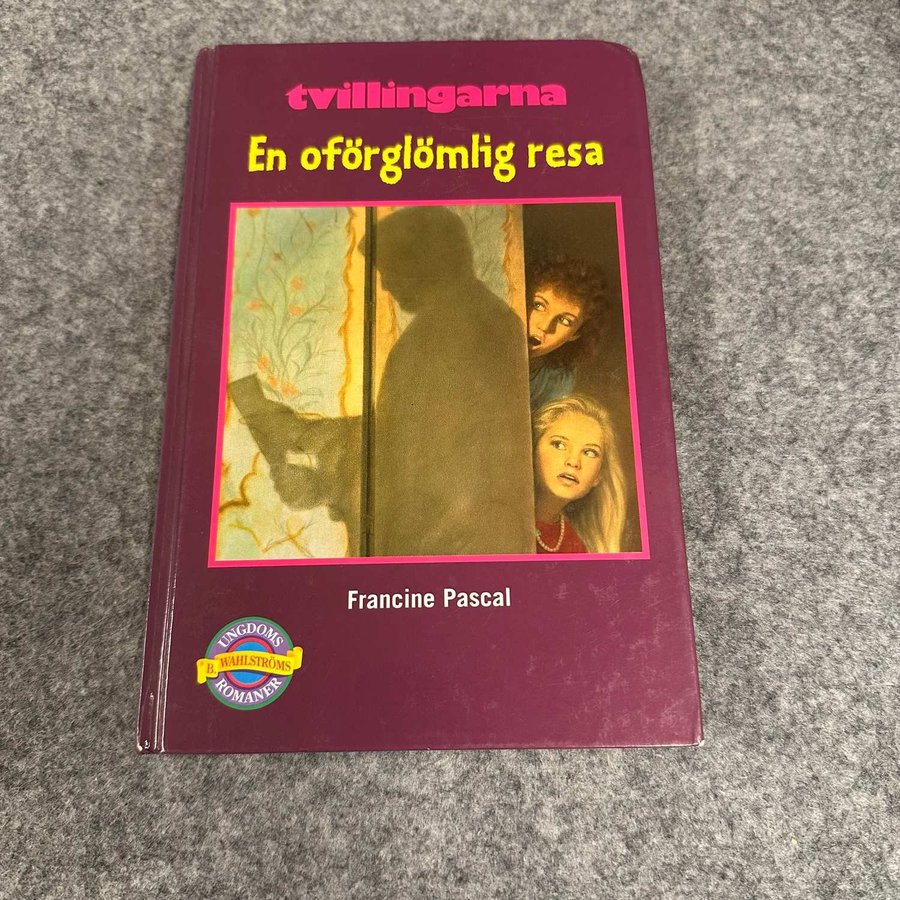 tvillingarna
En oförglömlig resa
Francine Pascal
UNGDOMS
B. WAHLSTRÖMS
ROMANER